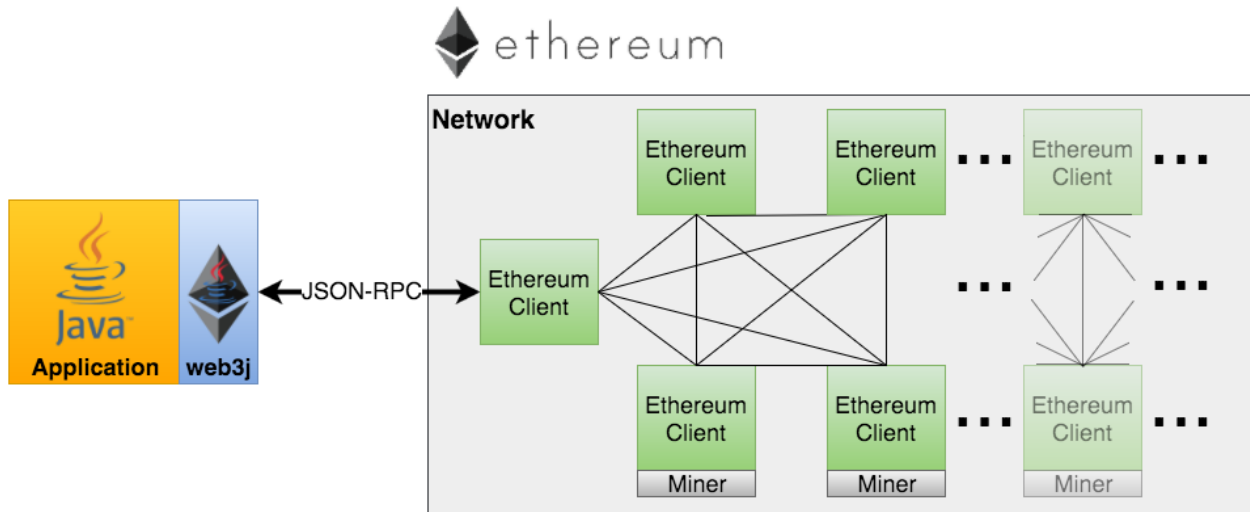 ethereum
Network
Ethereum
Client
Ethereum
Client
...
Ethereum
Client
...
Java™
Application
web3j
JSON-RPC
Ethereum
Client
...
...
Ethereum
Client
Miner
Ethereum
Client
Miner
...
Ethereum
Client
Miner
...